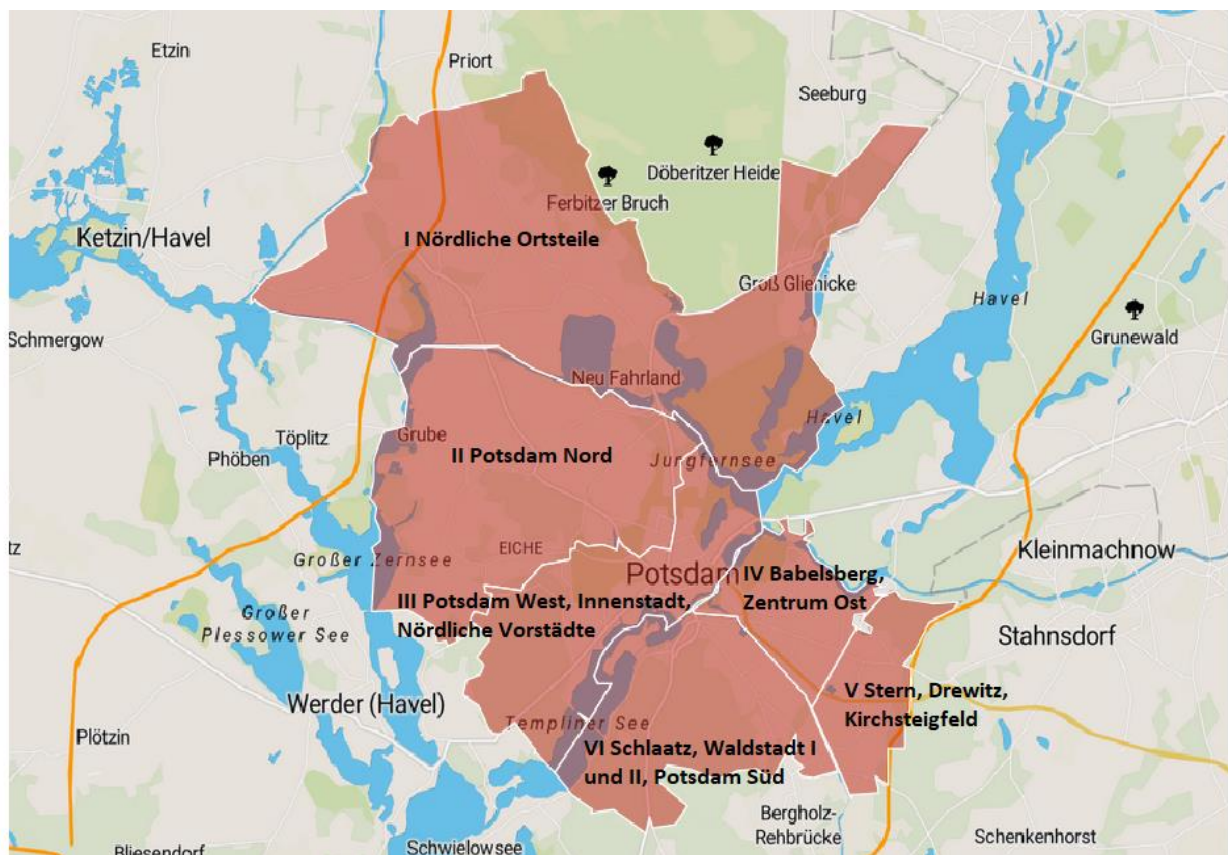 Etzin
Priort
Seeburg
Döberitzer Heide
Ferbitzer Bruch
Ketzin/Havel
I Nördliche Ortsteile
Groß Glienicke
Havel
Schmergow
Grunewald
Neu Fahrland
Havel
Töplitz
Grube
Phöben
II Potsdam Nord
Jungfernsee
Großer Zernsee
EICHE
tz
Kleinmachnow
Potsdam
IV Babelsberg,
Zentrum Ost
III Potsdam West, Innenstadt,
Nördliche Vorstädte
Großer
Plessower See
Stahnsdorf
Werder (Havel)
V Stern, Drewitz,
Kirchsteigfeld
Plötzin
Templiner See
VI Schlaatz, Waldstadt I
und II, Potsdam Süd
Bergholz-
Rehbrücke
Schenkenhorst
Bliesendorf
Schwielowsee